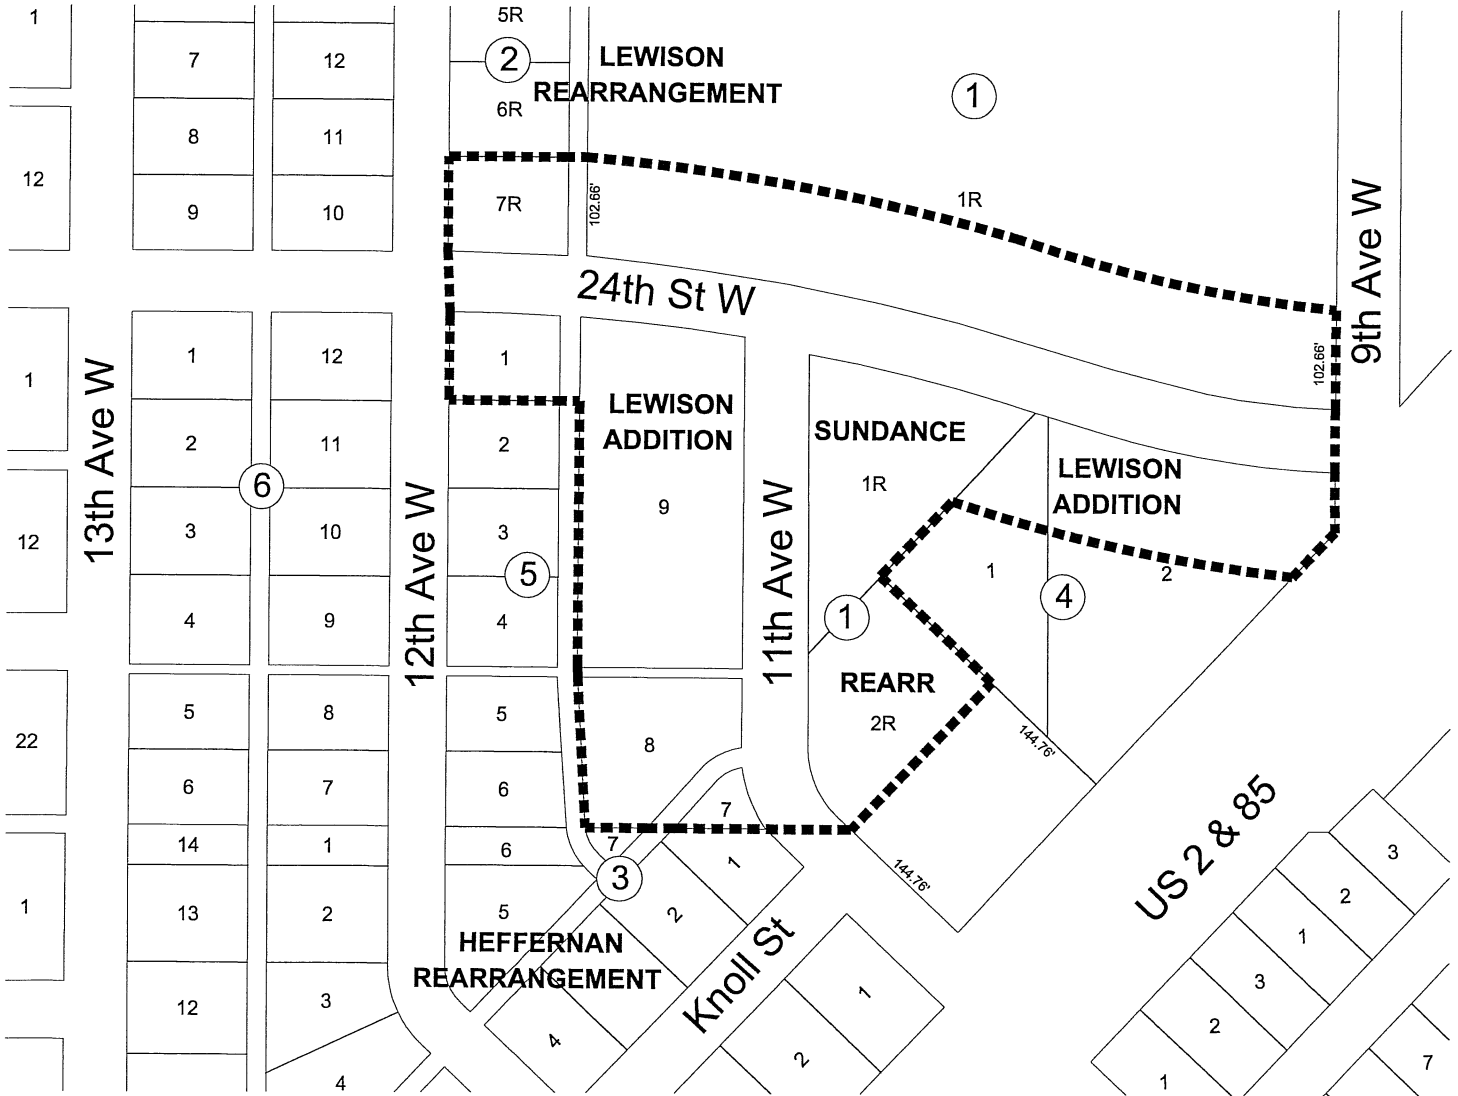 1
7
12
5R
2
LEWISON
REARRANGEMENT
6R
1
8
11
12
9
10
7R
102.66'
1R
9th Ave W
24th St W
102.66'
1
12
1
1
13th Ave W
LEWISON
ADDITION
SUNDANCE
2
11
2
LEWISON
ADDITION
6
1R
9
12th Ave W
11th Ave W
12
3
10
3
5
1
2
4
1
4
9
4
REARR
2R
22
5
8
5
8
144.76'
6
7
6
7
US 2 & 85
14
1
6
7
1
3
144.76'
3
1
13
2
5
2
2
1
HEFFERNAN
REARRANGEMENT
Knoll St
12
3
4
1
2
3
2
1
7
4